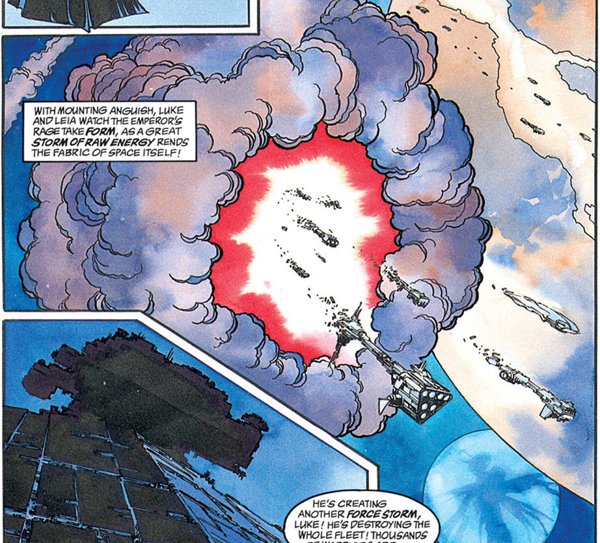 WITH MOUNTING ANGUISH, LUKE
AND LEIA WATCH THE EMPEROR'S
RAGE TAKE FORM, AS A GREAT
STORM OF RAW ENERGY RENDS
THE FABRIC OF SPACE ITSELF!
HE'S CREATING
ANOTHER FORCE STORM,
LUKE! HE'S DESTROYING THE
WHOLE FLEET! THOUSANDS